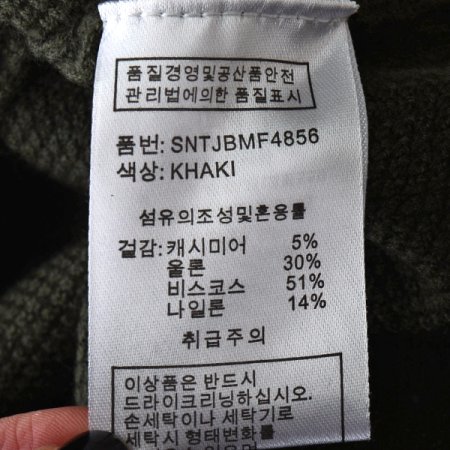 품질경영및공산품안전
관리법에의한 품질표시
품번: SNTJBMF4856
색상: KHAKI
섬유의조성및혼용률
겉감: 캐시미어 5%
울론 30%
비스코스 51%
나일론 14%
취급주의
이상품은 반드시
드라이크리닝하십시오.
손세탁이나 세탁기로
세탁시 형태변화를